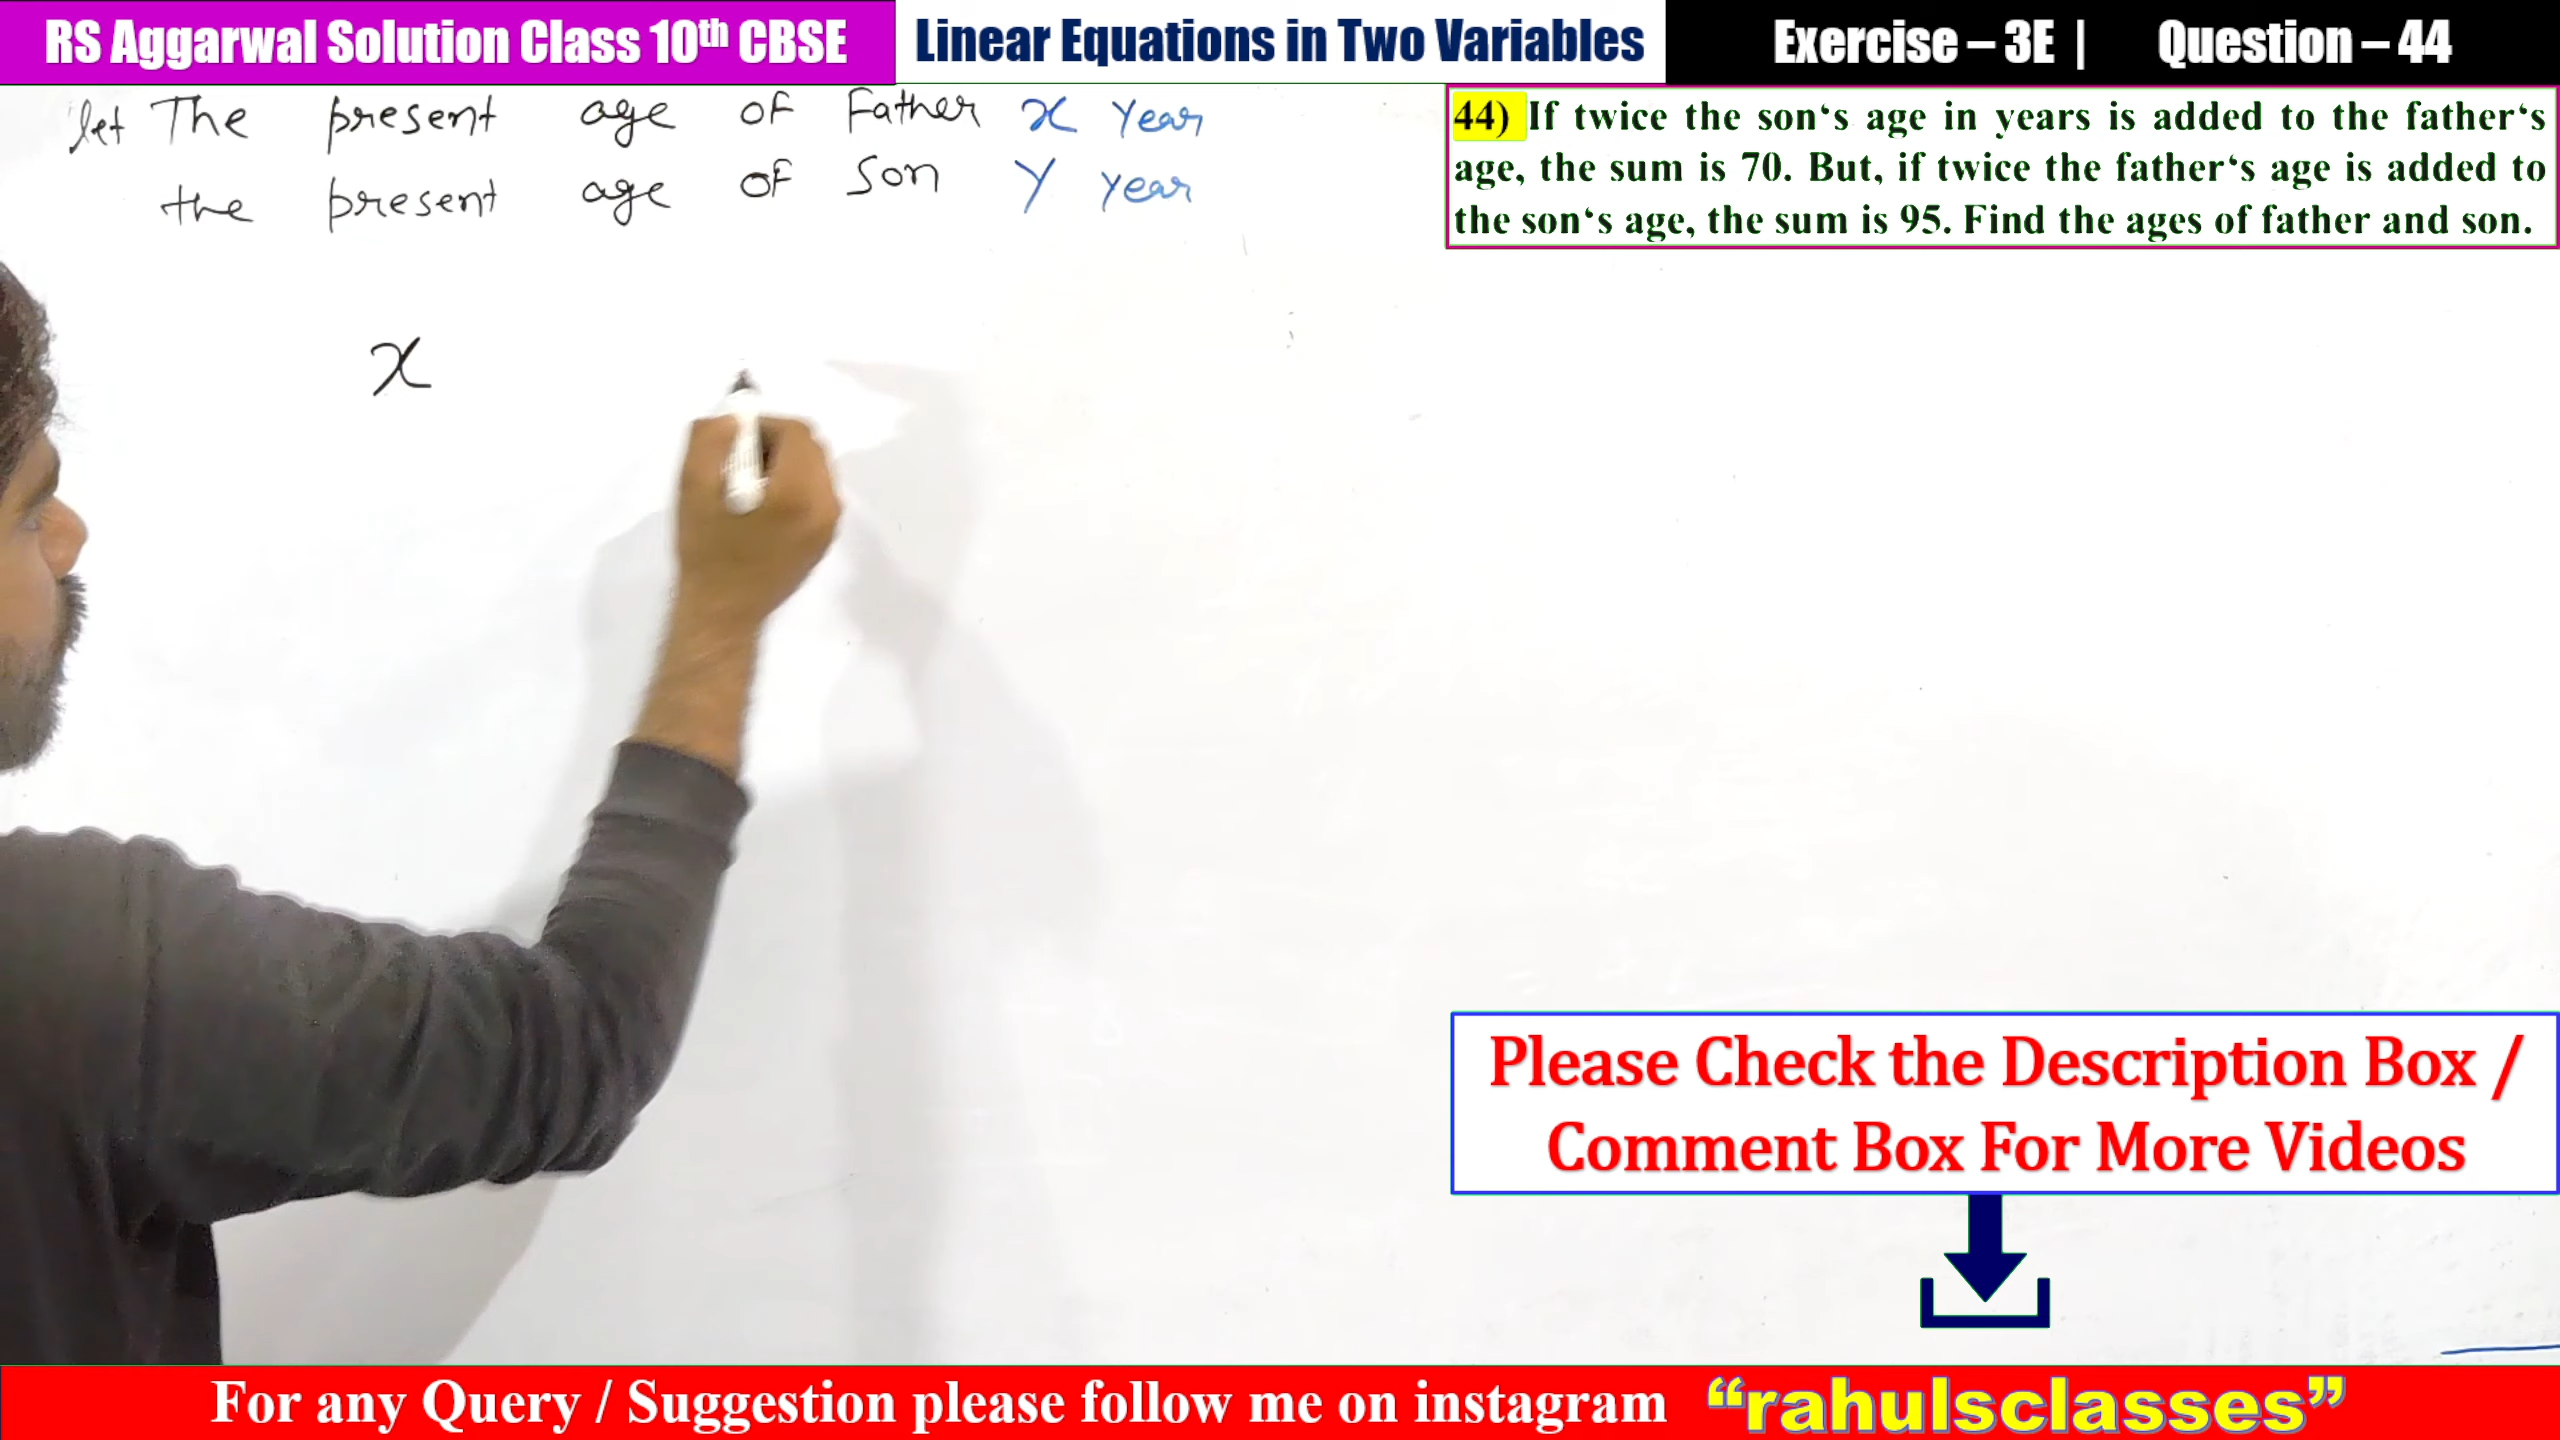 RS Aggarwal Solution Class 10th CBSE
Linear Equations in Two Variables
Exercise – 3E | Question – 44
let The present age of Father x Year
the present age of Son Y Year
44) If twice the son‘s age in years is added to the father‘s
age, the sum is 70. But, if twice the father‘s age is added to
the son‘s age, the sum is 95. Find the ages of father and son.
x
Please Check the Description Box /
Comment Box For More Videos
For any Query / Suggestion please follow me on instagram “rahulsclasses”